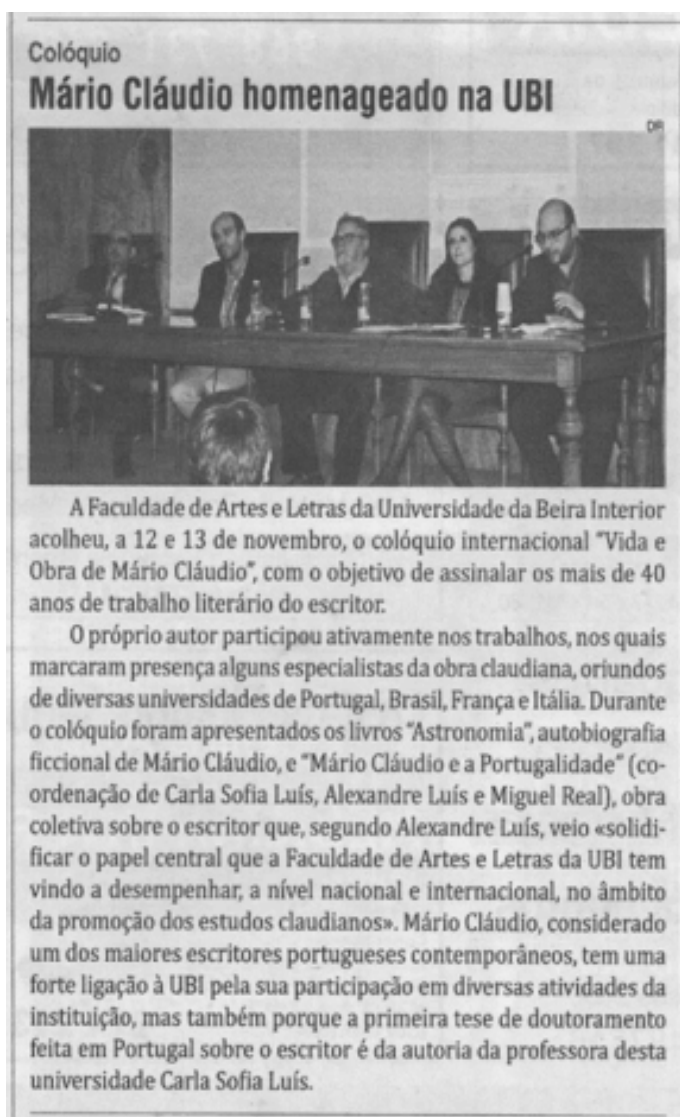 Colóquio
Mário Cláudio homenageado na UBI
DR
A Faculdade de Artes e Letras da Universidade da Beira Interior
acolheu, a 12 e 13 de novembro, o colóquio internacional "Vida e
Obra de Mário Cláudio", com o objetivo de assinalar os mais de 40
anos de trabalho literário do escritor.
O próprio autor participou ativamente nos trabalhos, nos quais
marcaram presença alguns especialistas da obra claudiana, oriundos
de diversas universidades de Portugal, Brasil, França e Itália. Durante
o colóquio foram apresentados os livros "Astronomia", autobiografia
ficcional de Mário Cláudio, e "Mário Cláudio e a Portugalidade" (co-
ordenação de Carla Sofia Luís, Alexandre Luís e Miguel Real), obra
coletiva sobre o escritor que, segundo Alexandre Luís, veio «solidi-
ficar o papel central que a Faculdade de Artes e Letras da UBI tem
vindo a desempenhar, a nível nacional e internacional, no âmbito
da promoção dos estudos claudianos». Mário Cláudio, considerado
um dos maiores escritores portugueses contemporâneos, tem uma
forte ligação à UBI pela sua participação em diversas atividades da
instituição, mas também porque a primeira tese de doutoramento
feita em Portugal sobre o escritor é da autoria da professora desta
universidade Carla Sofia Luís.